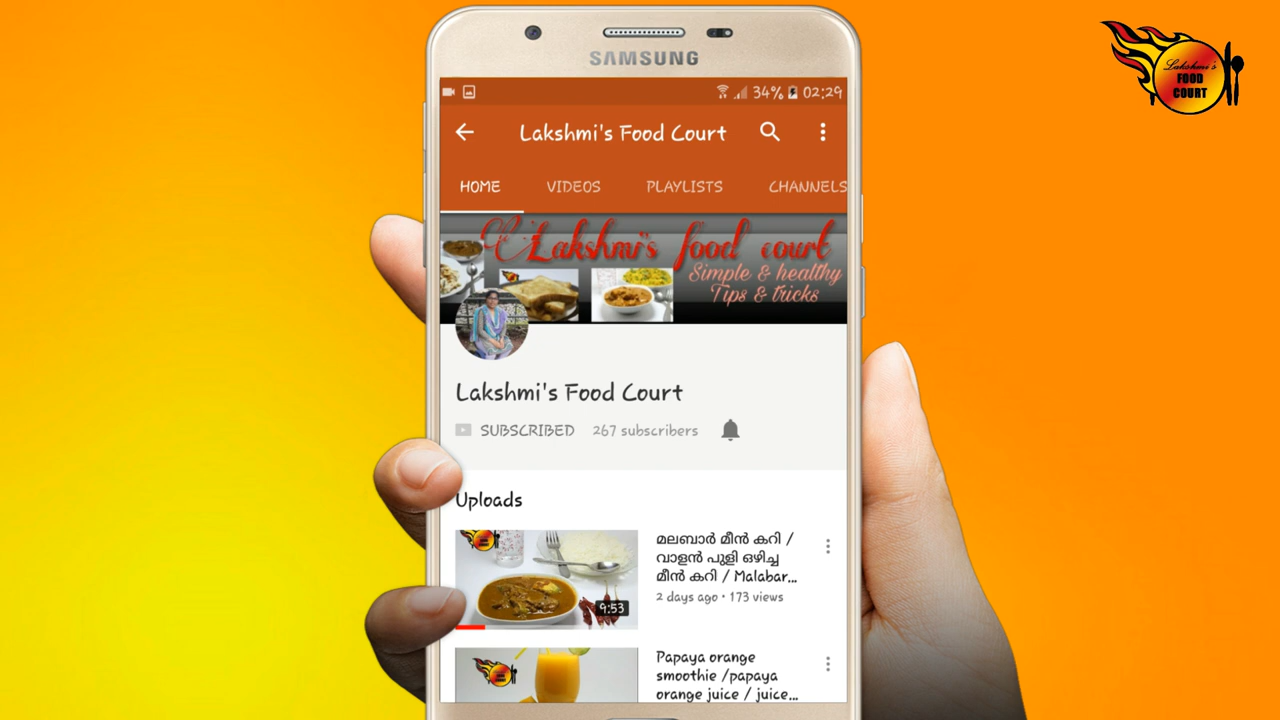 SAMSUNG
34% 02:29
Lakshmi's Food Court
HOME VIDEOS PLAYLISTS CHANNELS
Lakshmi's food court
Simple & healthy
Tips & tricks
Lakshmi's Food Court
SUBSCRIBED 267 subscribers
Uploads
മലബാർ മീൻ കറി /
വാളൻ പുളി ഒഴിച്ച
മീൻ കറി / Malabar...
2 days ago • 173 views
9:53
Papaya orange
smoothie /papaya
orange juice / juice...
Lakshmi's
FOOD
COURT